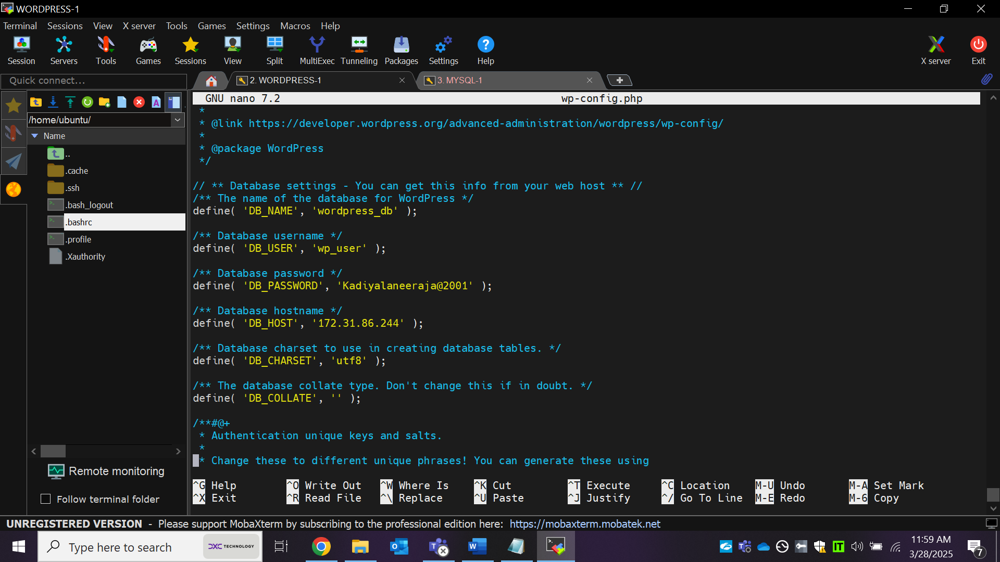 WORDPRESS-1
Terminal Sessions View X server Tools Games Settings Macros Help
Session Servers Tools Games Sessions View Split MultiExec Tunneling Packages Settings Help X server Exit
Quick connect...
2. WORDPRESS-1
3. MYSQL-1
/home/ubuntu/
Name
..
.cache
.ssh
.bash_logout
.bashrc
.profile
.Xauthority
Remote monitoring
Follow terminal folder
GNU nano 7.2 wp-config.php
*
* @link https://developer.wordpress.org/advanced-administration/wordpress/wp-config/
*
* @package WordPress
*/
// ** Database settings - You can get this info from your web host ** //
/** The name of the database for WordPress */
define( 'DB_NAME', 'wordpress_db' );
/** Database username */
define( 'DB_USER', 'wp_user' );
/** Database password */
define( 'DB_PASSWORD', 'Kadiyalaneeraja@2001' );
/** Database hostname */
define( 'DB_HOST', '172.31.86.244' );
/** Database charset to use in creating database tables. */
define( 'DB_CHARSET', 'utf8' );
/** The database collate type. Don't change this if in doubt. */
define( 'DB_COLLATE', '' );
/**#@+
* Authentication unique keys and salts.
*
* Change these to different unique phrases! You can generate these using
^G Help ^O Write Out ^W Where Is ^K Cut ^T Execute ^C Location M-U Undo M-A Set Mark
^X Exit ^R Read File ^\ Replace ^U Paste ^J Justify ^/ Go To Line M-E Redo M-6 Copy
UNREGISTERED VERSION - Please support MobaXterm by subscribing to the professional edition here: https://mobaxterm.mobatek.net
Type here to search
DXC TECHNOLOGY
11:59 AM
3/28/2025
7